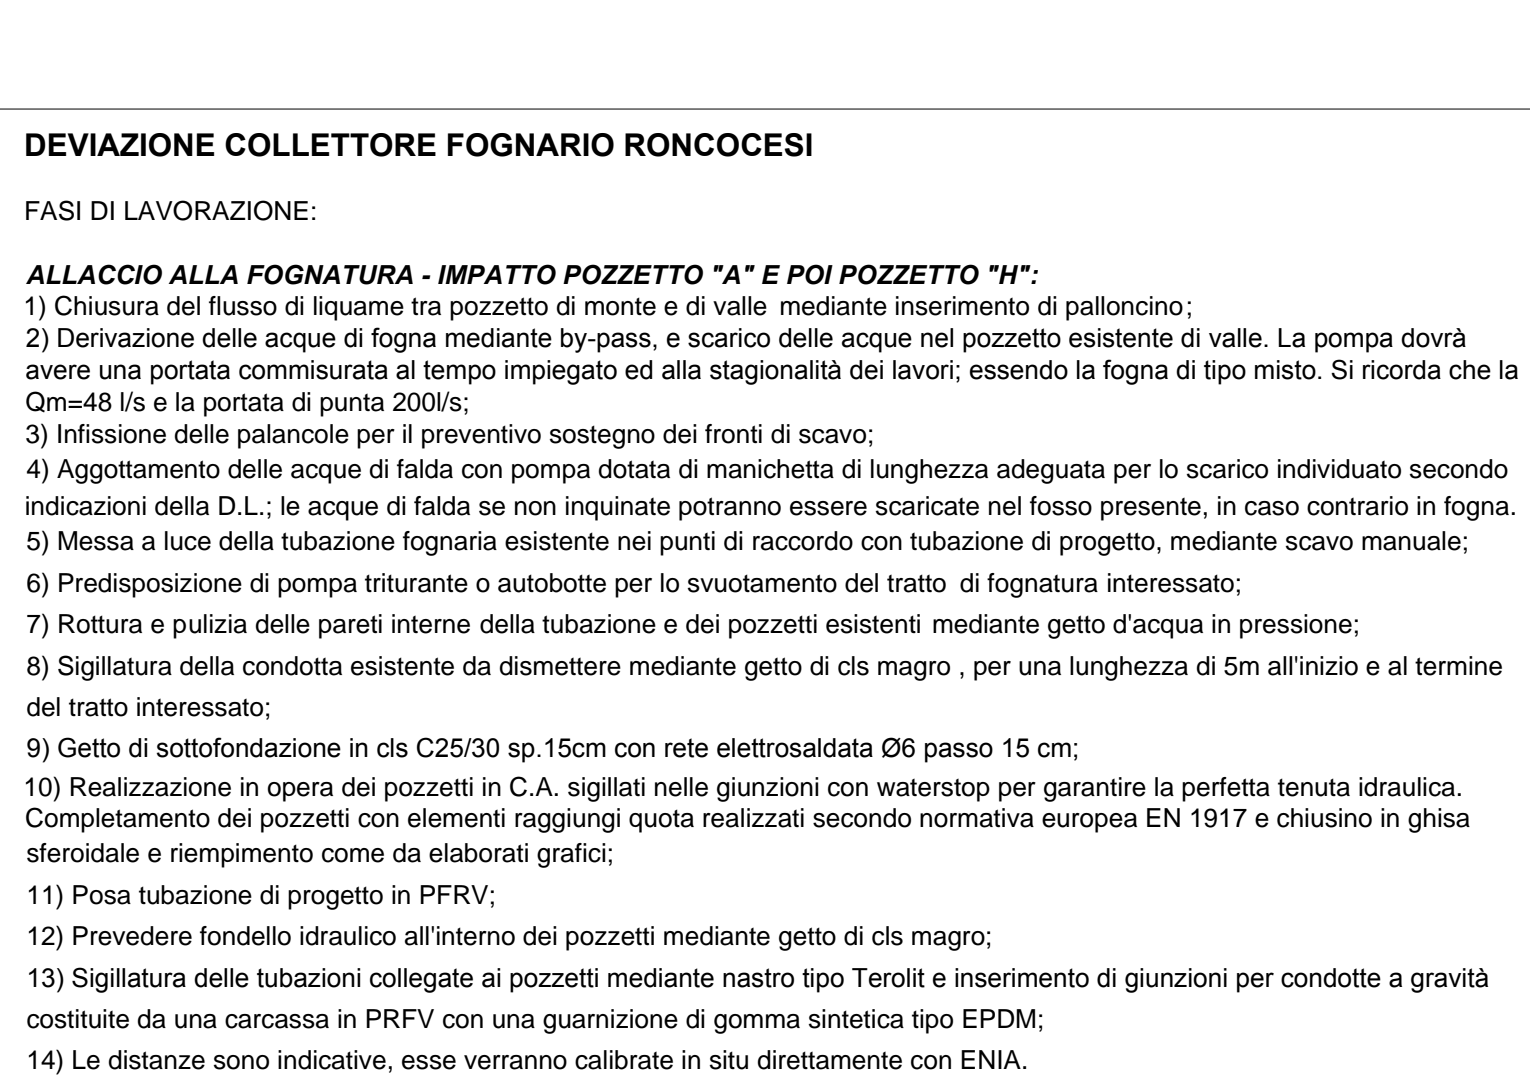 DEVIAZIONE COLLETTORE FOGNARIO RONCOCESI
FASI DI LAVORAZIONE:
ALLACCIO ALLA FOGNATURA - IMPATTO POZZETTO "A" E POI POZZETTO "H":
1) Chiusura del flusso di liquame tra pozzetto di monte e di valle mediante inserimento di palloncino;
2) Derivazione delle acque di fogna mediante by-pass, e scarico delle acque nel pozzetto esistente di valle. La pompa dovrà
avere una portata commisurata al tempo impiegato ed alla stagionalità dei lavori; essendo la fogna di tipo misto. Si ricorda che la
Qm=48 l/s e la portata di punta 200l/s;
3) Infissione delle palancole per il preventivo sostegno dei fronti di scavo;
4) Aggottamento delle acque di falda con pompa dotata di manichetta di lunghezza adeguata per lo scarico individuato secondo
indicazioni della D.L.; le acque di falda se non inquinate potranno essere scaricate nel fosso presente, in caso contrario in fogna.
5) Messa a luce della tubazione fognaria esistente nei punti di raccordo con tubazione di progetto, mediante scavo manuale;
6) Predisposizione di pompa triturante o autobotte per lo svuotamento del tratto di fognatura interessato;
7) Rottura e pulizia delle pareti interne della tubazione e dei pozzetti esistenti mediante getto d'acqua in pressione;
8) Sigillatura della condotta esistente da dismettere mediante getto di cls magro , per una lunghezza di 5m all'inizio e al termine
del tratto interessato;
9) Getto di sottofondazione in cls C25/30 sp.15cm con rete elettrosaldata Ø6 passo 15 cm;
10) Realizzazione in opera dei pozzetti in C.A. sigillati nelle giunzioni con waterstop per garantire la perfetta tenuta idraulica.
Completamento dei pozzetti con elementi raggiungi quota realizzati secondo normativa europea EN 1917 e chiusino in ghisa
sferoidale e riempimento come da elaborati grafici;
11) Posa tubazione di progetto in PFRV;
12) Prevedere fondello idraulico all'interno dei pozzetti mediante getto di cls magro;
13) Sigillatura delle tubazioni collegate ai pozzetti mediante nastro tipo Terolit e inserimento di giunzioni per condotte a gravità
costituite da una carcassa in PRFV con una guarnizione di gomma sintetica tipo EPDM;
14) Le distanze sono indicative, esse verranno calibrate in situ direttamente con ENIA.